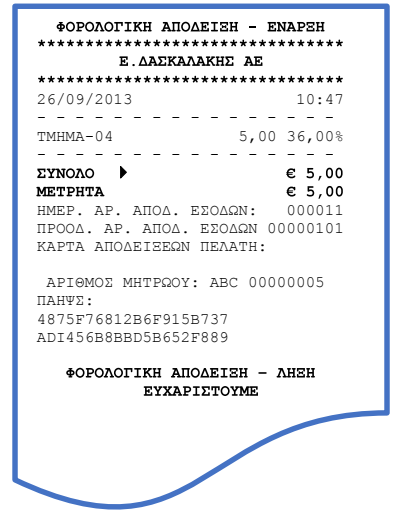 ΦΟΡΟΛΟΓΙΚΗ ΑΠΟΔΕΙΞΗ - ΕΝΑΡΞΗ
********************************
Ε.ΔΑΣΚΑΛΑΚΗΣ ΑΕ
********************************
26/09/2013 10:47
- - - - - - - - - - - - - - - -
ΤΜΗΜΑ-04 5,00 36,00%
- - - - - - - - - - - - - - - -
ΣΥΝΟΛΟ € 5,00
ΜΕΤΡΗΤΑ € 5,00
ΗΜΕΡ. ΑΡ. ΑΠΟΔ. ΕΣΟΔΩΝ: 000011
ΠΡΟΟΔ. ΑΡ. ΑΠΟΔ. ΕΣΟΔΩΝ 00000101
ΚΑΡΤΑ ΑΠΟΔΕΙΞΕΩΝ ΠΕΛΑΤΗ:
ΑΡΙΘΜΟΣ ΜΗΤΡΩΟΥ: ABC 00000005
ΠΑΗΨΣ:
4875F76812B6F915B737
ADI456B8BBD5B652F889
ΦΟΡΟΛΟΓΙΚΗ ΑΠΟΔΕΙΞΗ – ΛΗΞΗ
ΕΥΧΑΡΙΣΤΟΥΜΕ